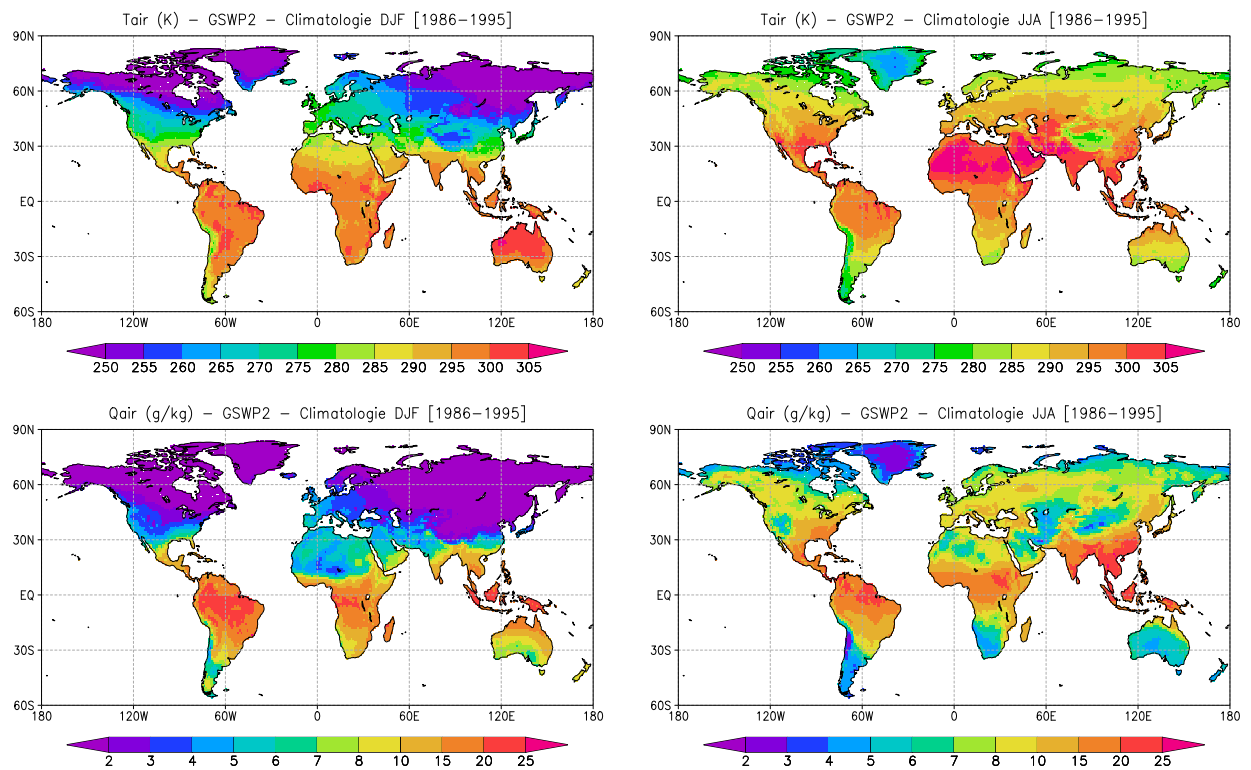 Tair (K) − GSWP2 − Climatologie DJF [1986−1995]
90N
60N
30N
EQ
30S
60S
180 120W 60W 0 60E 120E 180
250 255 260 265 270 275 280 285 290 295 300 305
Tair (K) − GSWP2 − Climatologie JJA [1986−1995]
90N
60N
30N
EQ
30S
60S
180 120W 60W 0 60E 120E 180
250 255 260 265 270 275 280 285 290 295 300 305
Qair (g/kg) − GSWP2 − Climatologie DJF [1986−1995]
90N
60N
30N
EQ
30S
60S
180 120W 60W 0 60E 120E 180
2 3 4 5 6 7 8 10 15 20 25
Qair (g/kg) − GSWP2 − Climatologie JJA [1986−1995]
90N
60N
30N
EQ
30S
60S
180 120W 60W 0 60E 120E 180
2 3 4 5 6 7 8 10 15 20 25